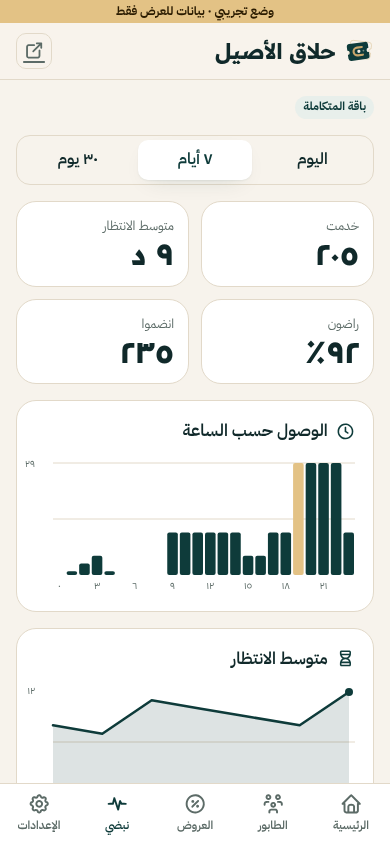 وضع تجريبي · بيانات للعرض فقط
حلاق الأصيل
باقة المتكاملة
اليوم
٧ أيام
٣٠ يوم
خدمت
٢٠٥
متوسط الانتظار
٩ د
راضون
٩٢٪
انضموا
٢٣٥
الوصول حسب الساعة
٢٩
٠ ٣ ٦ ٩ ١٢ ١٥ ١٨ ٢١
متوسط الانتظار
١٢
الرئيسية
الطابور
العروض
نبضي
الإعدادات